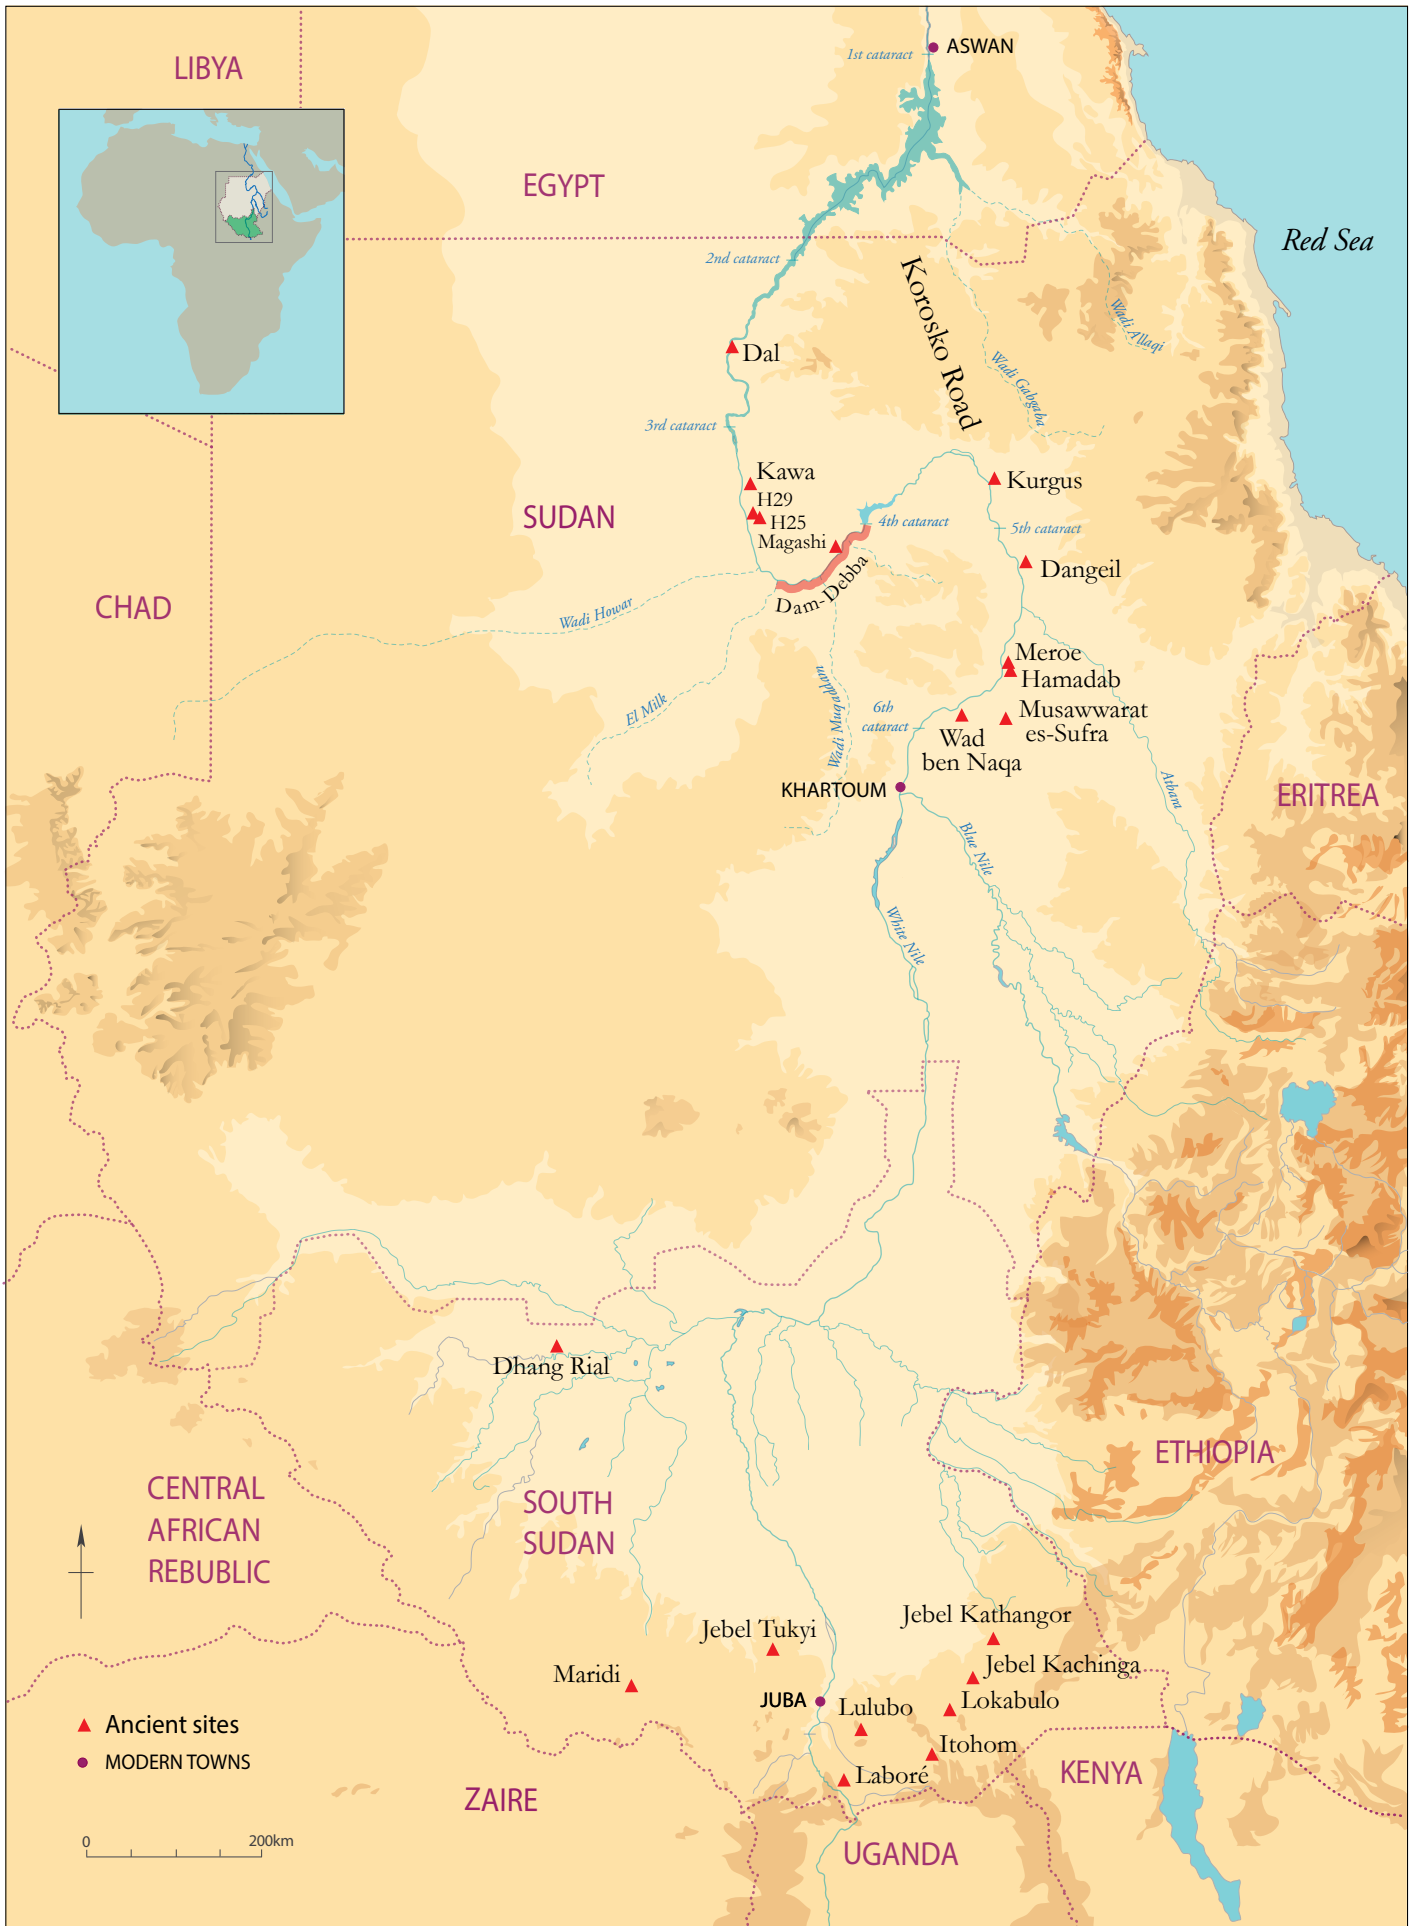 ASWAN
1st cataract
LIBYA
EGYPT
Red Sea
2nd cataract
Korosko Road
Wadi Allaqi
Dal
Wadi Gabgaba
3rd cataract
Kawa
Kurgus
H29
SUDAN
H25
4th cataract
5th cataract
Magashi
Dangeil
Dam-Debba
CHAD
Wadi Howar
Meroe
Hamadab
El Milk
Wadi Muqaddam
6th
cataract
Musawwarat
es-Sufra
Wad
ben Naqa
KHARTOUM
Atbara
ERITREA
Blue Nile
White Nile
Dhang Rial
ETHIOPIA
CENTRAL
AFRICAN
REBUBLIC
SOUTH
SUDAN
Jebel Kathangor
Jebel Tukyi
Jebel Kachinga
Maridi
JUBA
Lulubo
Lokabulo
Ancient sites
Itohom
MODERN TOWNS
KENYA
Laboré
ZAIRE
0
200km
UGANDA